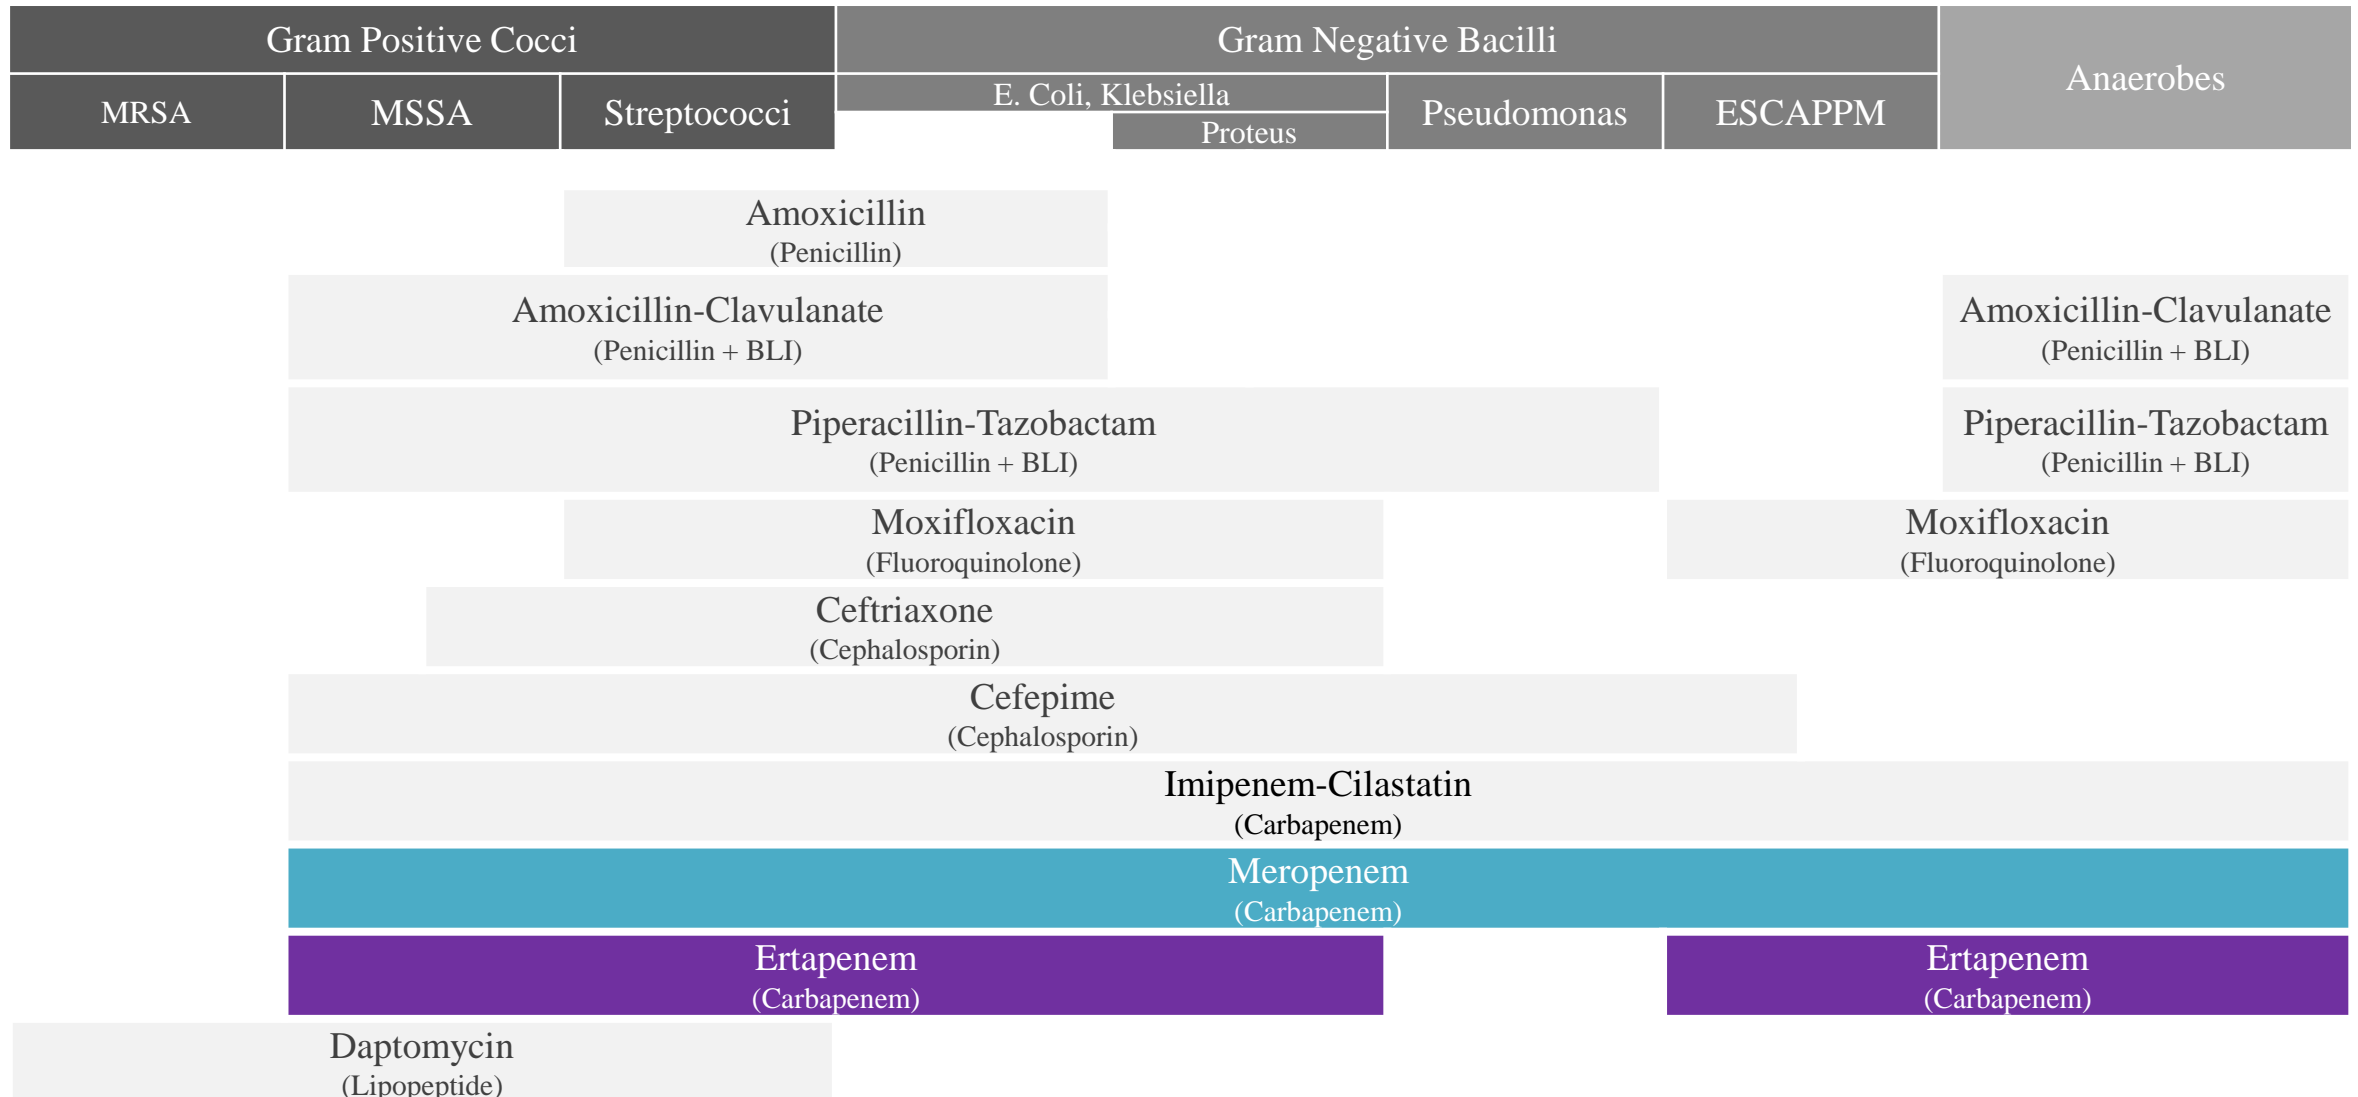 Gram Positive Cocci
Gram Negative Bacilli
Anaerobes
MRSA
MSSA
Streptococci
E. Coli, Klebsiella
Proteus
Pseudomonas
ESCAPPM
Amoxicillin
(Penicillin)
Amoxicillin-Clavulanate
(Penicillin + BLI)
Amoxicillin-Clavulanate
(Penicillin + BLI)
Piperacillin-Tazobactam
(Penicillin + BLI)
Piperacillin-Tazobactam
(Penicillin + BLI)
Moxifloxacin
(Fluoroquinolone)
Moxifloxacin
(Fluoroquinolone)
Ceftriaxone
(Cephalosporin)
Cefepime
(Cephalosporin)
Imipenem-Cilastatin
(Carbapenem)
Meropenem
(Carbapenem)
Ertapenem
(Carbapenem)
Ertapenem
(Carbapenem)
Daptomycin
(Lipopeptide)